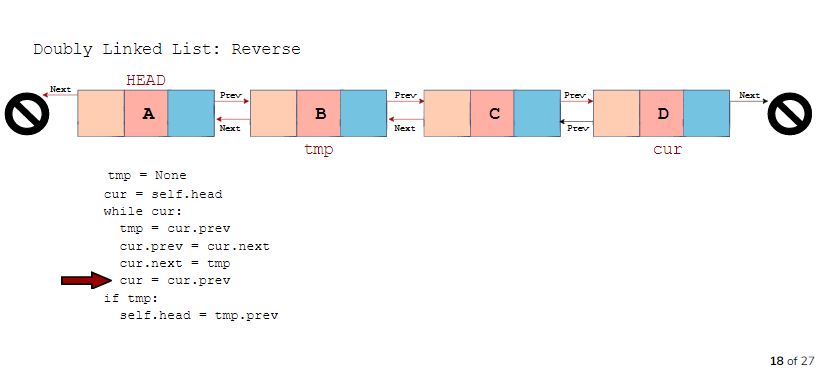 Doubly Linked List: Reverse
HEAD
Next Prev Prev Prev Next
A B C D
Next Next Prev
tmp cur
tmp = None
cur = self.head
while cur:
tmp = cur.prev
cur.prev = cur.next
cur.next = tmp
cur = cur.prev
if tmp:
self.head = tmp.prev
18 of 27